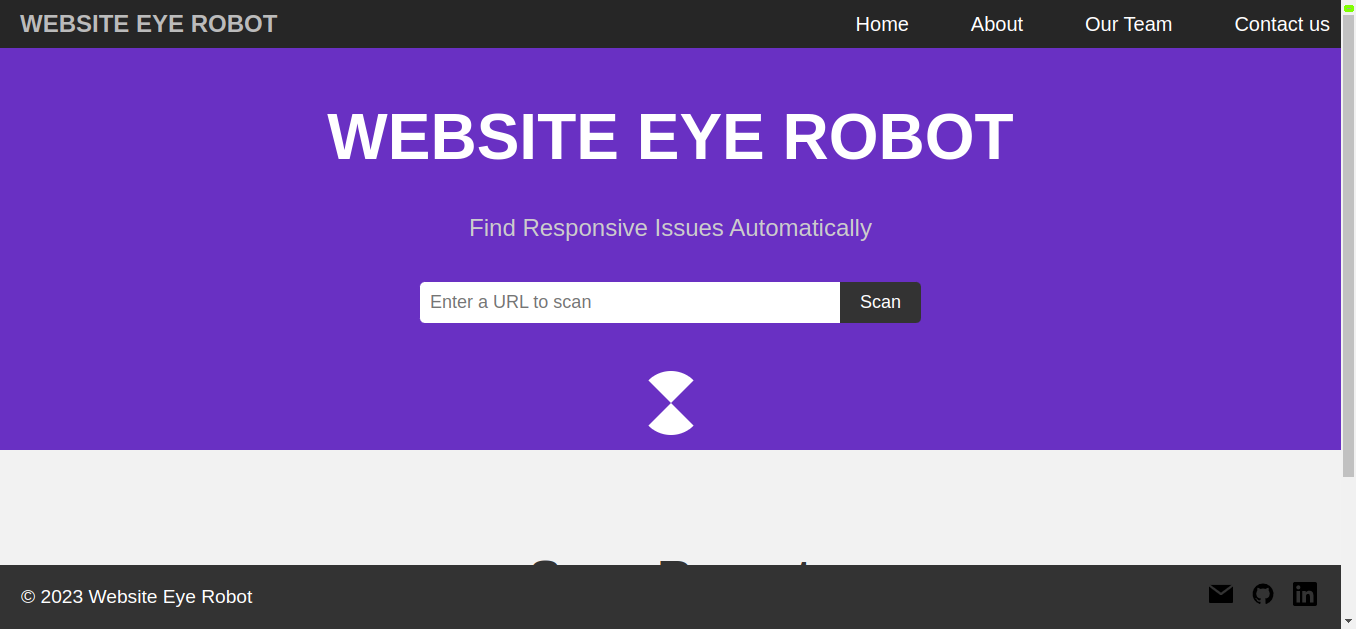 WEBSITE EYE ROBOT
Home
About
Our Team
Contact us
WEBSITE EYE ROBOT
Find Responsive Issues Automatically
Enter a URL to scan
Scan
© 2023 Website Eye Robot
in